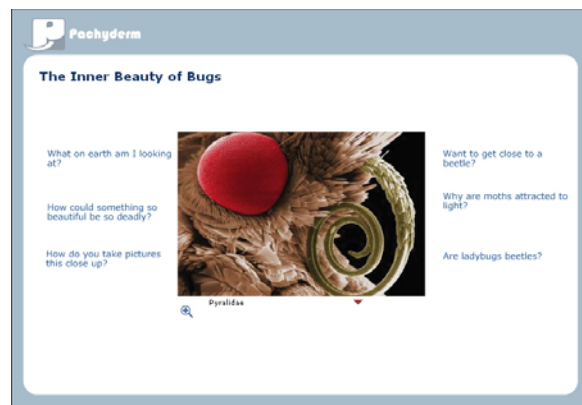 Pachyderm
The Inner Beauty of Bugs
What on earth am I looking
at?
How could something so
beautiful be so deadly?
How do you take pictures
this close up?
Pyralidae
Want to get close to a
beetle?
Why are moths attracted to
light?
Are ladybugs beetles?